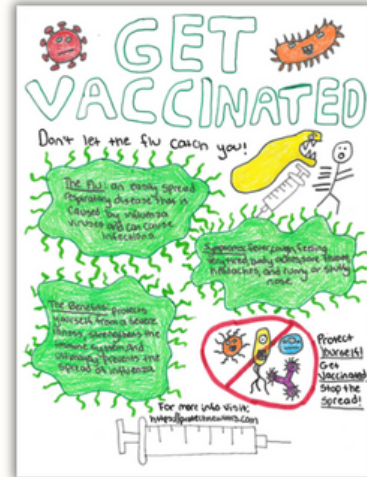 GET
VACCINATED
Don't let the flu catch you!
The Flu: an easily spread
respiratory disease that is
caused by influenza
viruses and can cause
infections.
Symptoms: fever, cough, feeling
very tired, body aches, sore throat,
headaches, and runny or stuffy
nose.
The Benefits: protects
yourself from a severe
illness, strengthens the
immune system, and
ultimately prevents the
spread of influenza.
Protect
Yourself!
Get
Vaccinated!
Stop the
Spread!
For more info visit: